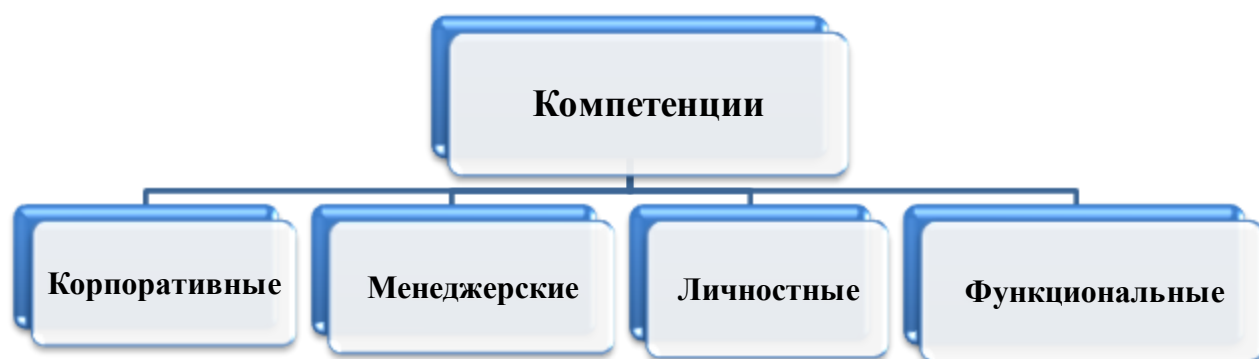 Компетенции
Корпоративные
Менеджерские
Личностные
Функциональные